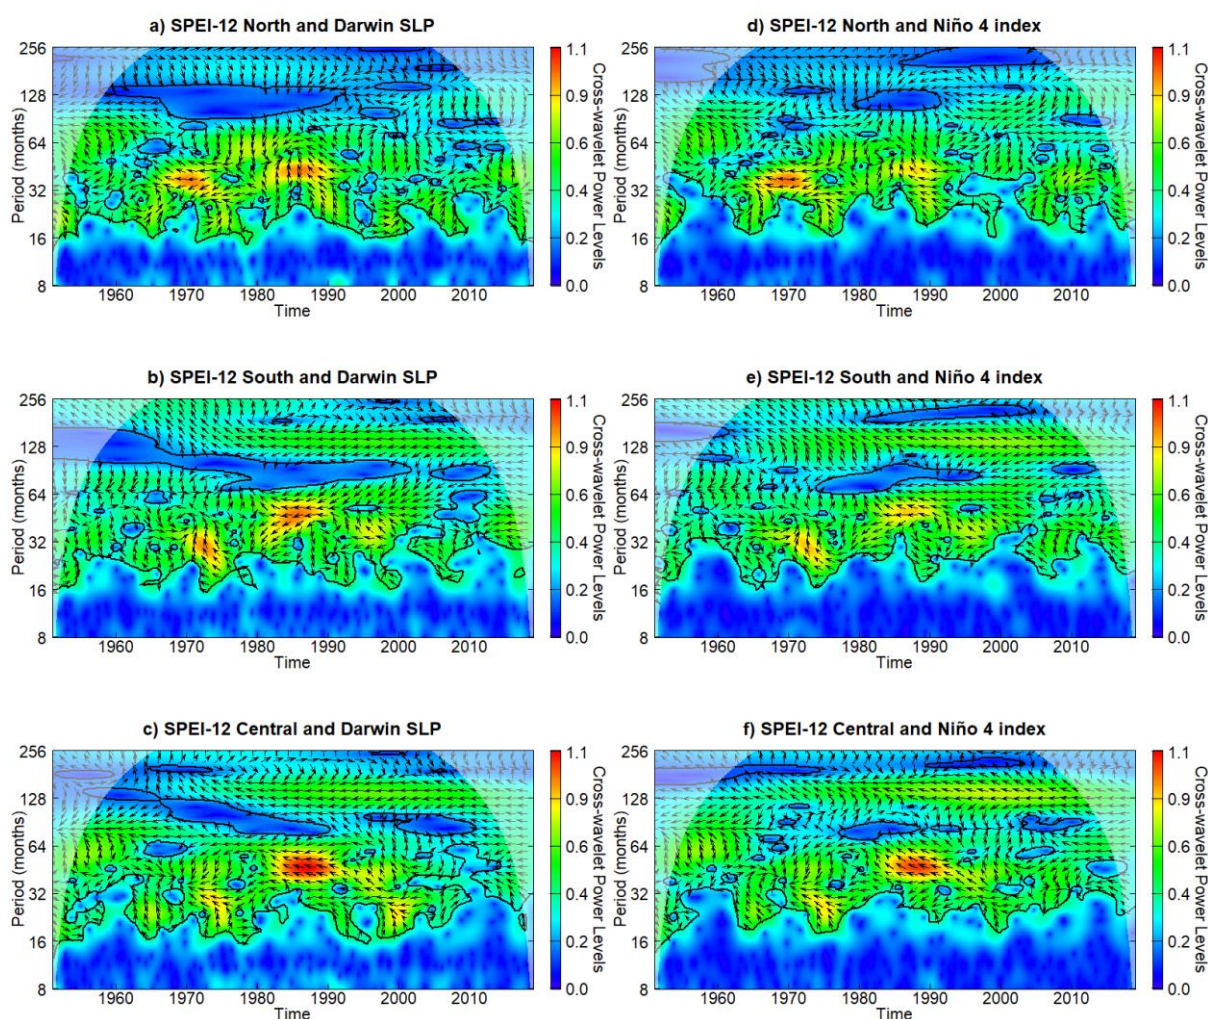 a) SPEI-12 North and Darwin SLP
256
128
64
32
16
8
Period (months)
1960 1970 1980 1990 2000 2010
Time
1.1
0.9
0.6
0.4
0.2
0.0
Cross-wavelet Power Levels
d) SPEI-12 North and Niño 4 index
256
128
64
32
16
8
Period (months)
1960 1970 1980 1990 2000 2010
Time
1.1
0.9
0.6
0.4
0.2
0.0
Cross-wavelet Power Levels
b) SPEI-12 South and Darwin SLP
256
128
64
32
16
8
Period (months)
1960 1970 1980 1990 2000 2010
Time
1.1
0.9
0.6
0.4
0.2
0.0
Cross-wavelet Power Levels
e) SPEI-12 South and Niño 4 index
256
128
64
32
16
8
Period (months)
1960 1970 1980 1990 2000 2010
Time
1.1
0.9
0.6
0.4
0.2
0.0
Cross-wavelet Power Levels
c) SPEI-12 Central and Darwin SLP
256
128
64
32
16
8
Period (months)
1960 1970 1980 1990 2000 2010
Time
1.1
0.9
0.6
0.4
0.2
0.0
Cross-wavelet Power Levels
f) SPEI-12 Central and Niño 4 index
256
128
64
32
16
8
Period (months)
1960 1970 1980 1990 2000 2010
Time
1.1
0.9
0.6
0.4
0.2
0.0
Cross-wavelet Power Levels